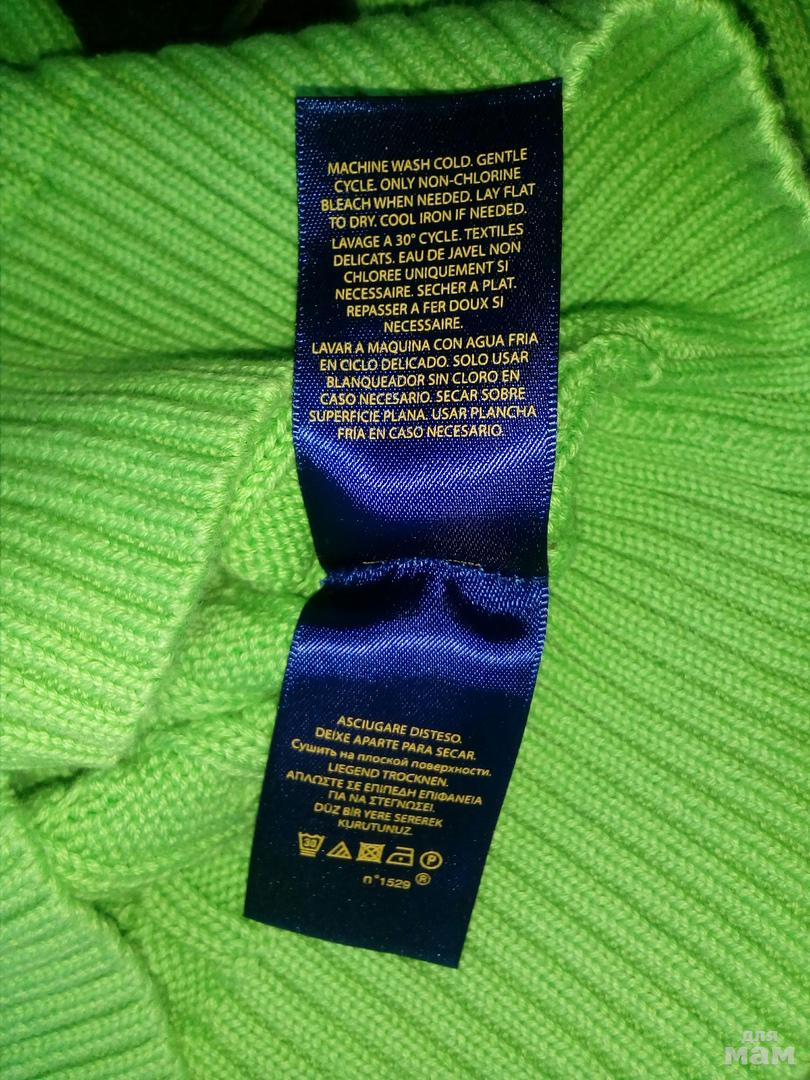 MACHINE WASH COLD. GENTLE
CYCLE. ONLY NON-CHLORINE
BLEACH WHEN NEEDED. LAY FLAT
TO DRY. COOL IRON IF NEEDED.
LAVAGE A 30° CYCLE. TEXTILES
DELICATS. EAU DE JAVEL NON
CHLOREE UNIQUEMENT SI
NECESSAIRE. SECHER A PLAT.
REPASSER A FER DOUX SI
NECESSAIRE.
LAVAR A MAQUINA CON AGUA FRIA
EN CICLO DELICADO. SOLO USAR
BLANQUEADOR SIN CLORO EN
CASO NECESARIO. SECAR SOBRE
SUPERFICIE PLANA. USAR PLANCHA
FRÍA EN CASO NECESARIO.
ASCIUGARE DISTESO.
DEIXE APARTE PARA SECAR.
Сушить на плоской поверхности.
LIEGEND TROCKNEN.
ΑΠΛΩΣΤΕ ΣΕ ΕΠΙΠΕΔΗ ΕΠΙΦΑΝΕΙΑ
ΓΙΑ ΝΑ ΣΤΕΓΝΩΣΕΙ.
DÜZ BİR YERE SEREREK
KURUTUNUZ.
30 P
n°1529 ®
для
мам